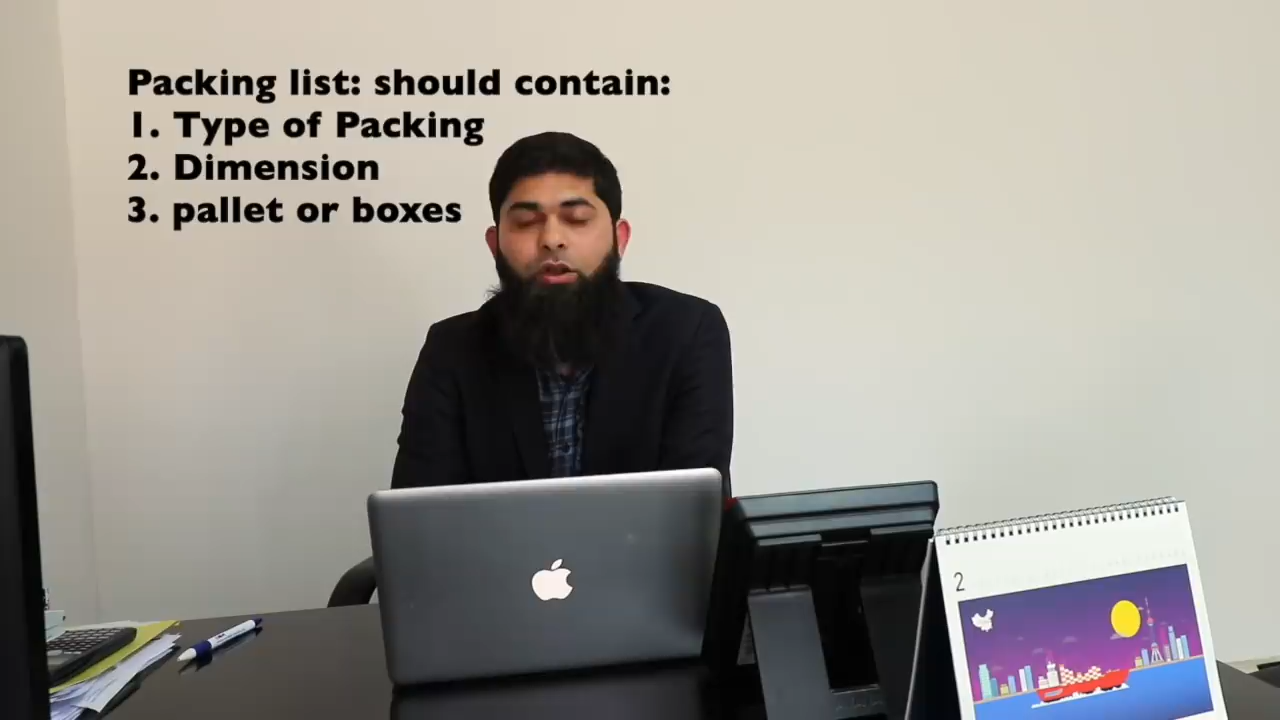 Packing list: should contain:
1. Type of Packing
2. Dimension
3. pallet or boxes
2